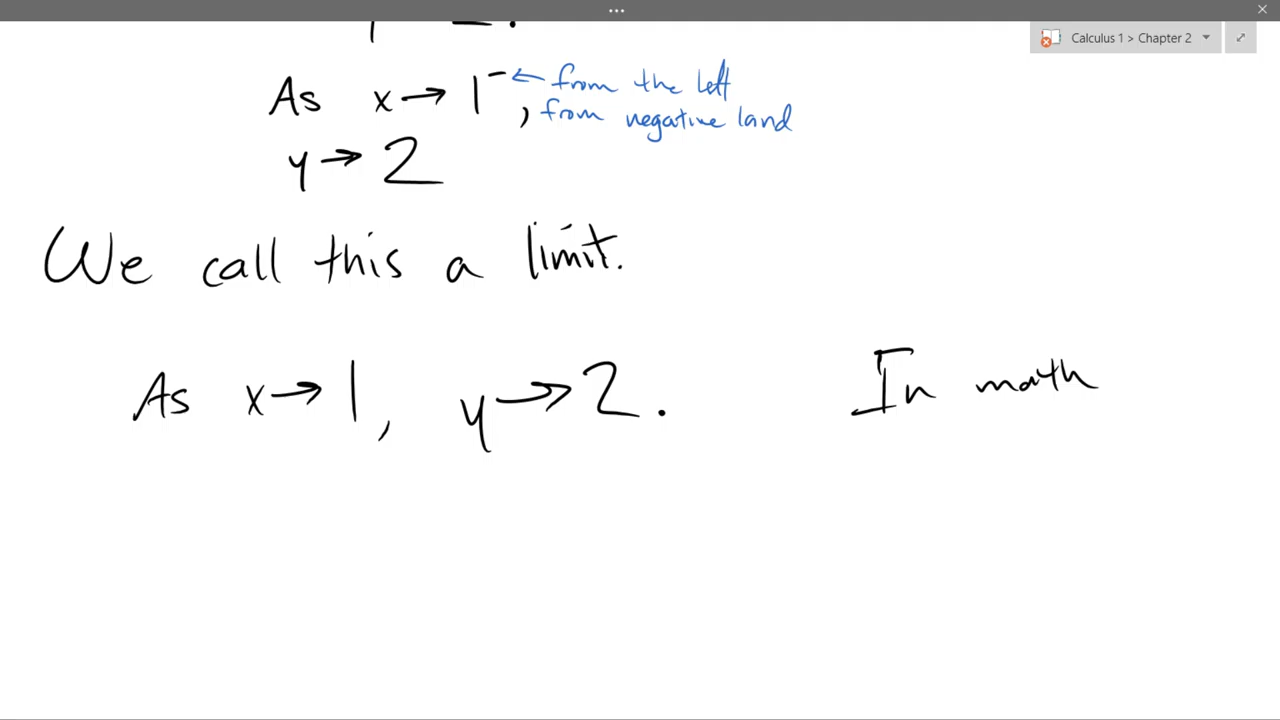 Calculus 1 > Chapter 2
As x→1⁻ ← from the left
, from negative land
y→2
We call this a limit.
As x→1, y→2. In math